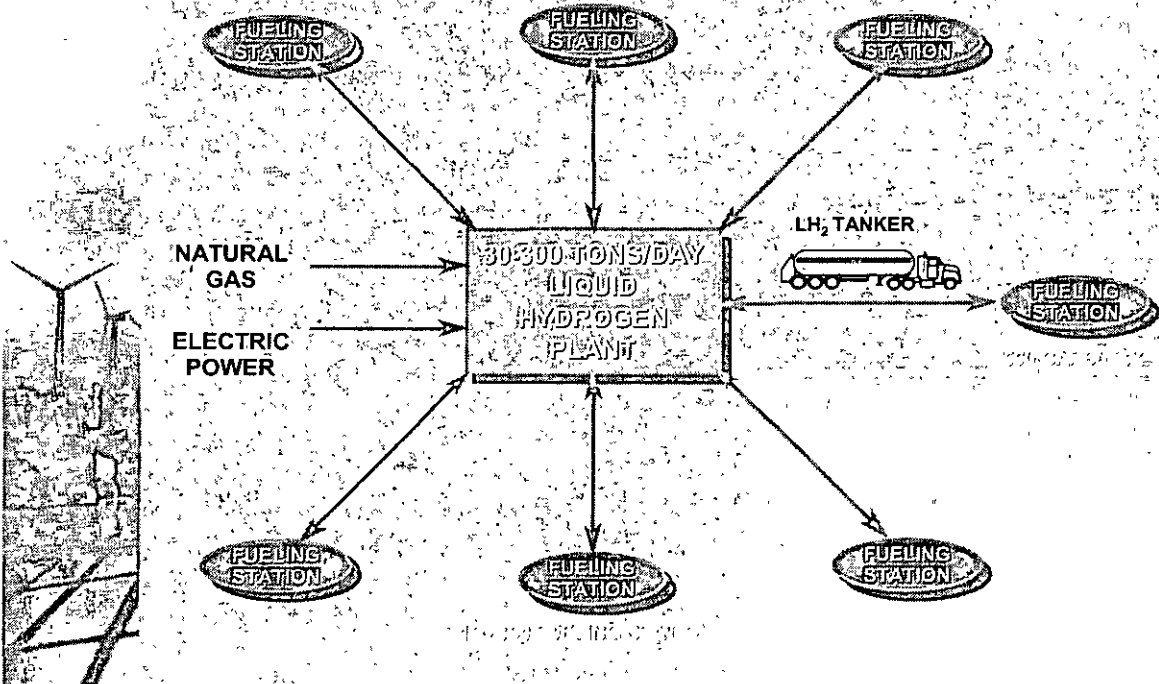 FUELING
STATION
FUELING
STATION
FUELING
STATION
NATURAL
GAS
ELECTRIC
POWER
30-300 TONS/DAY
LIQUID
HYDROGEN
PLANT
LH₂ TANKER
FUELING
STATION
FUELING
STATION
FUELING
STATION
FUELING
STATION